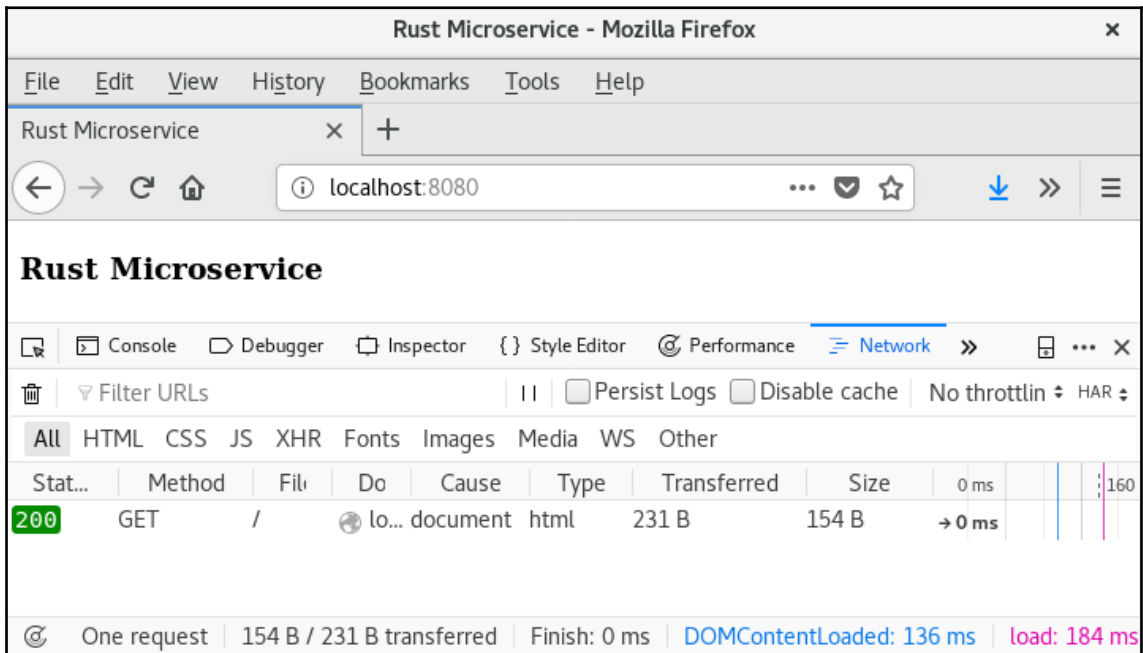 Rust Microservice - Mozilla Firefox
File Edit View History Bookmarks Tools Help
Rust Microservice
localhost:8080
Rust Microservice
Console Debugger Inspector { } Style Editor Performance Network
Filter URLs Persist Logs Disable cache No throttlin HAR
All HTML CSS JS XHR Fonts Images Media WS Other
Stat... Method Fil Do Cause Type Transferred Size 0 ms 160
200 GET / lo... document html 231 B 154 B → 0 ms
One request 154 B / 231 B transferred Finish: 0 ms DOMContentLoaded: 136 ms load: 184 ms